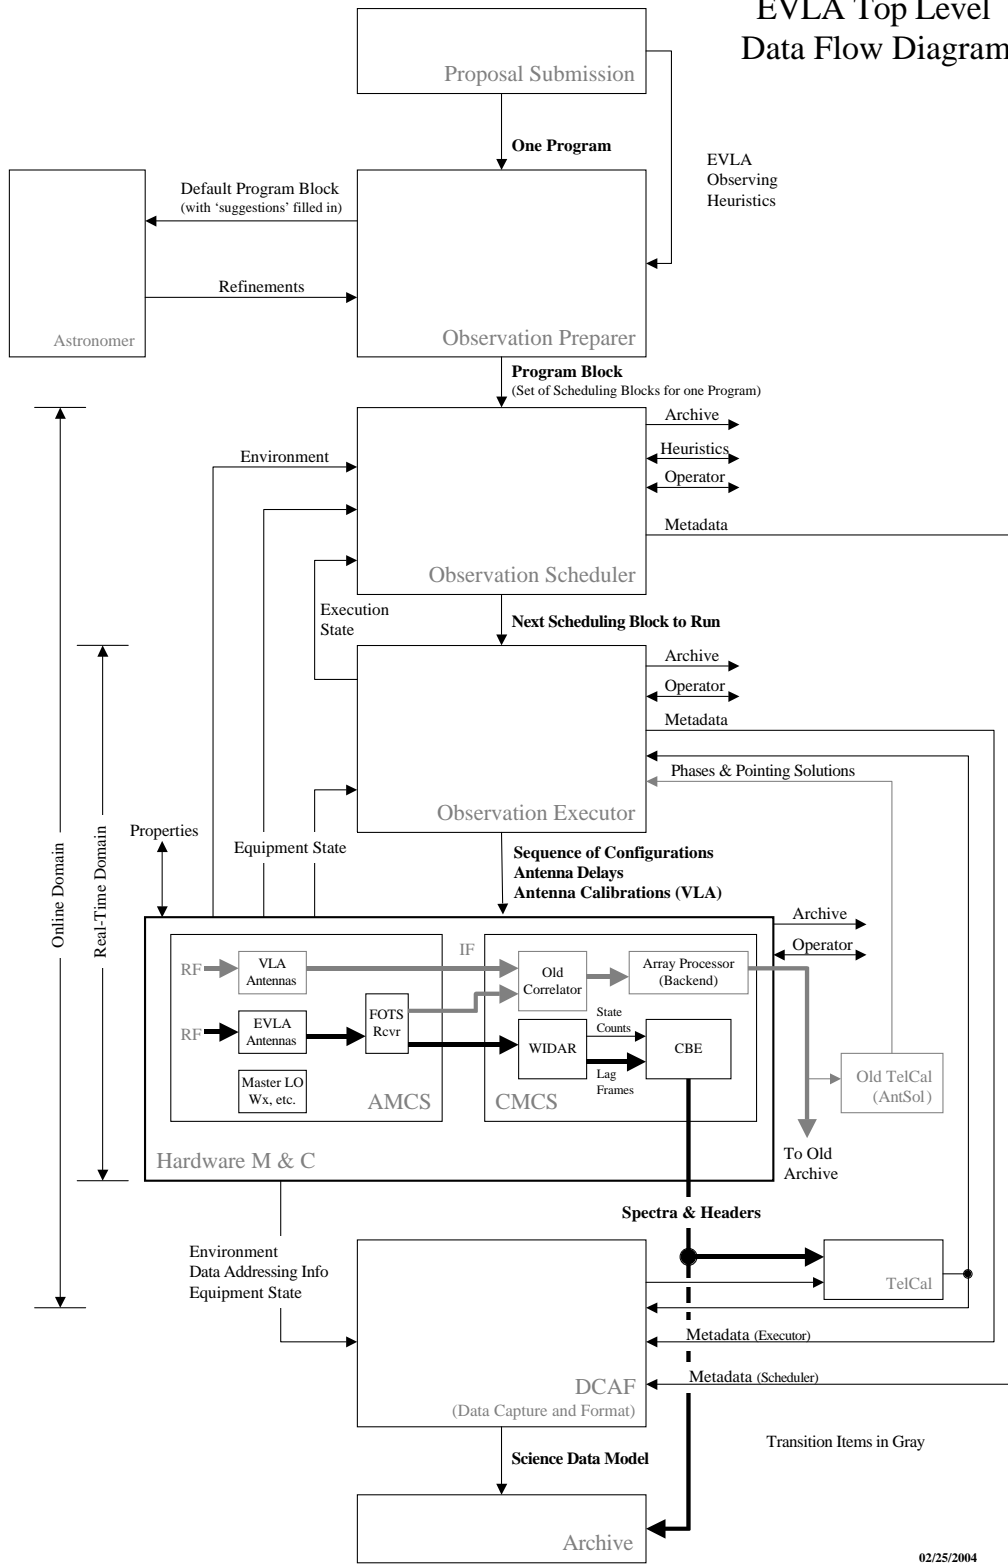 EVLA Top Level
Data Flow Diagram
Proposal Submission
One Program
EVLA
Observing
Heuristics
Default Program Block
(with ‘suggestions’ filled in)
Refinements
Astronomer
Observation Preparer
Program Block
(Set of Scheduling Blocks for one Program)
Archive
Environment
Heuristics
Operator
Metadata
Observation Scheduler
Execution
State
Next Scheduling Block to Run
Archive
Operator
Metadata
Phases & Pointing Solutions
Observation Executor
Properties
Equipment State
Online Domain
Real-Time Domain
Sequence of Configurations
Antenna Delays
Antenna Calibrations (VLA)
Archive
Operator
RF
VLA
Antennas
IF
Old
Correlator
Array Processor
(Backend)
RF
EVLA
Antennas
FOTS
Rcvr
WIDAR
State
Counts
Lag
Frames
CBE
Master LO
Wx, etc.
AMCS
CMCS
Old TelCal
(AntSol)
Hardware M & C
To Old
Archive
Spectra & Headers
Environment
Data Addressing Info
Equipment State
TelCal
Metadata (Executor)
Metadata (Scheduler)
DCAF
(Data Capture and Format)
Science Data Model
Transition Items in Gray
Archive
02/25/2004